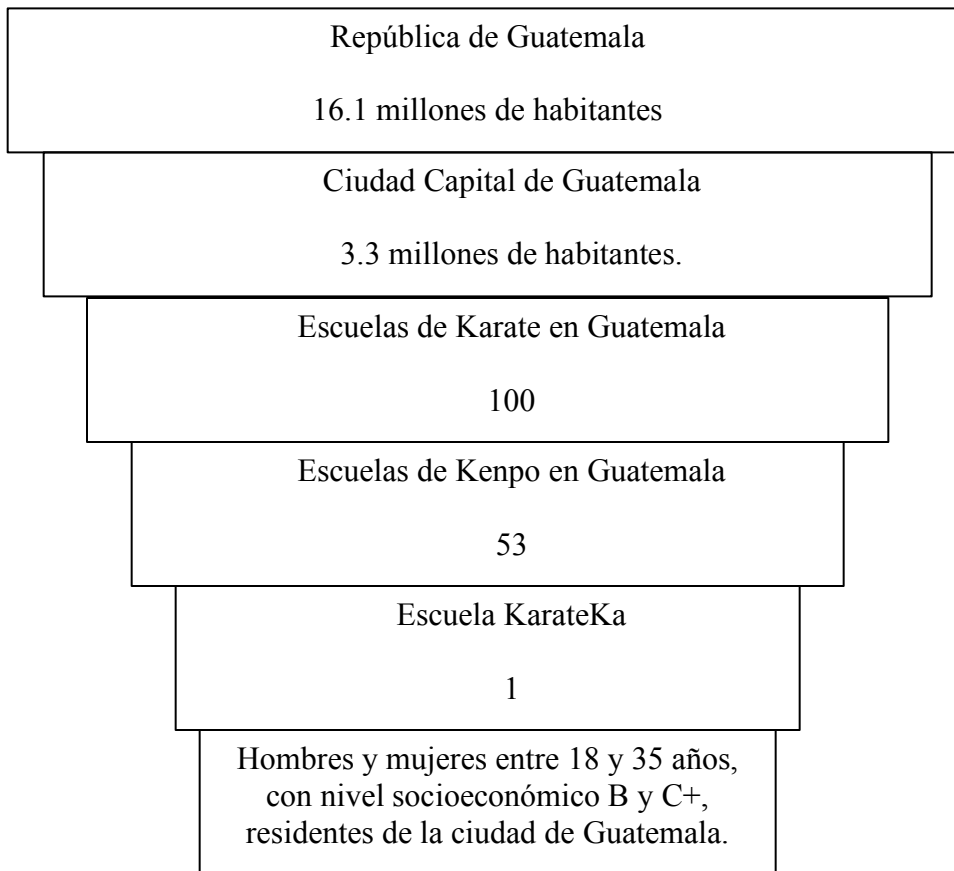 República de Guatemala
16.1 millones de habitantes
Ciudad Capital de Guatemala
3.3 millones de habitantes.
Escuelas de Karate en Guatemala
100
Escuelas de Kenpo en Guatemala
53
Escuela KarateKa
1
Hombres y mujeres entre 18 y 35 años,
con nivel socioeconómico B y C+,
residentes de la ciudad de Guatemala.